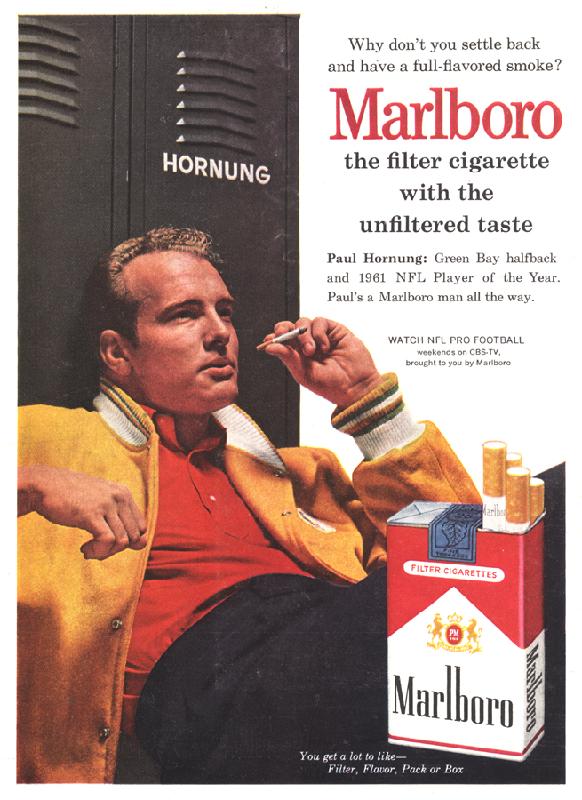 HORNUNG
Why don't you settle back
and have a full-flavored smoke?
Marlboro
the filter cigarette
with the
unfiltered taste
Paul Hornung: Green Bay halfback
and 1961 NFL Player of the Year.
Paul's a Marlboro man all the way.
WATCH NFL PRO FOOTBALL
weekends on CBS-TV,
brought to you by Marlboro
Marlboro
FILTER CIGARETTES
PM
Marlboro
Marlboro
You get a lot to like—
Filter, Flavor, Pack or Box